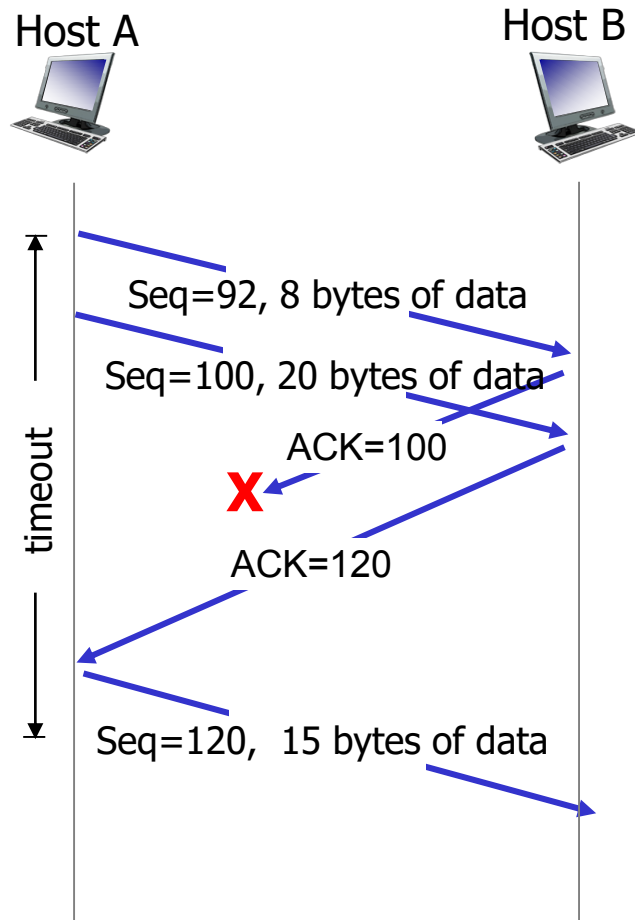 Host A
Host B
Seq=92, 8 bytes of data
Seq=100, 20 bytes of data
ACK=100
X
timeout
ACK=120
Seq=120, 15 bytes of data